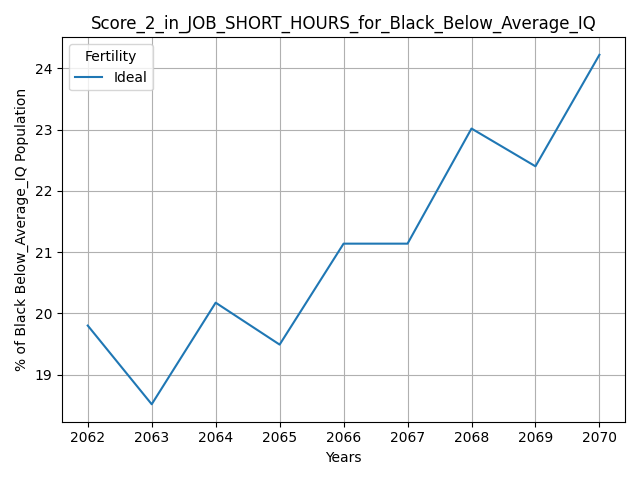 Score_2_in_JOB_SHORT_HOURS_for_Black_Below_Average_IQ
Fertility
Ideal
% of Black Below_Average_IQ Population
24
23
22
21
20
19
2062 2063 2064 2065 2066 2067 2068 2069 2070
Years